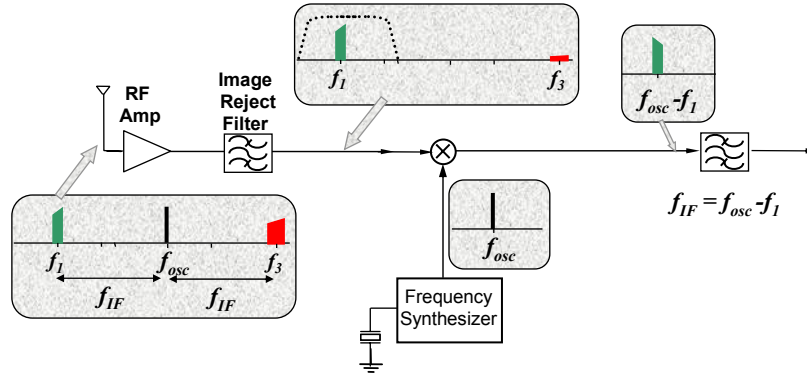 RF
Amp
Image
Reject
Filter
f1
f3
fosc -f1
fIF = fosc -f1
f1
fosc
f3
fIF
fIF
fosc
Frequency
Synthesizer